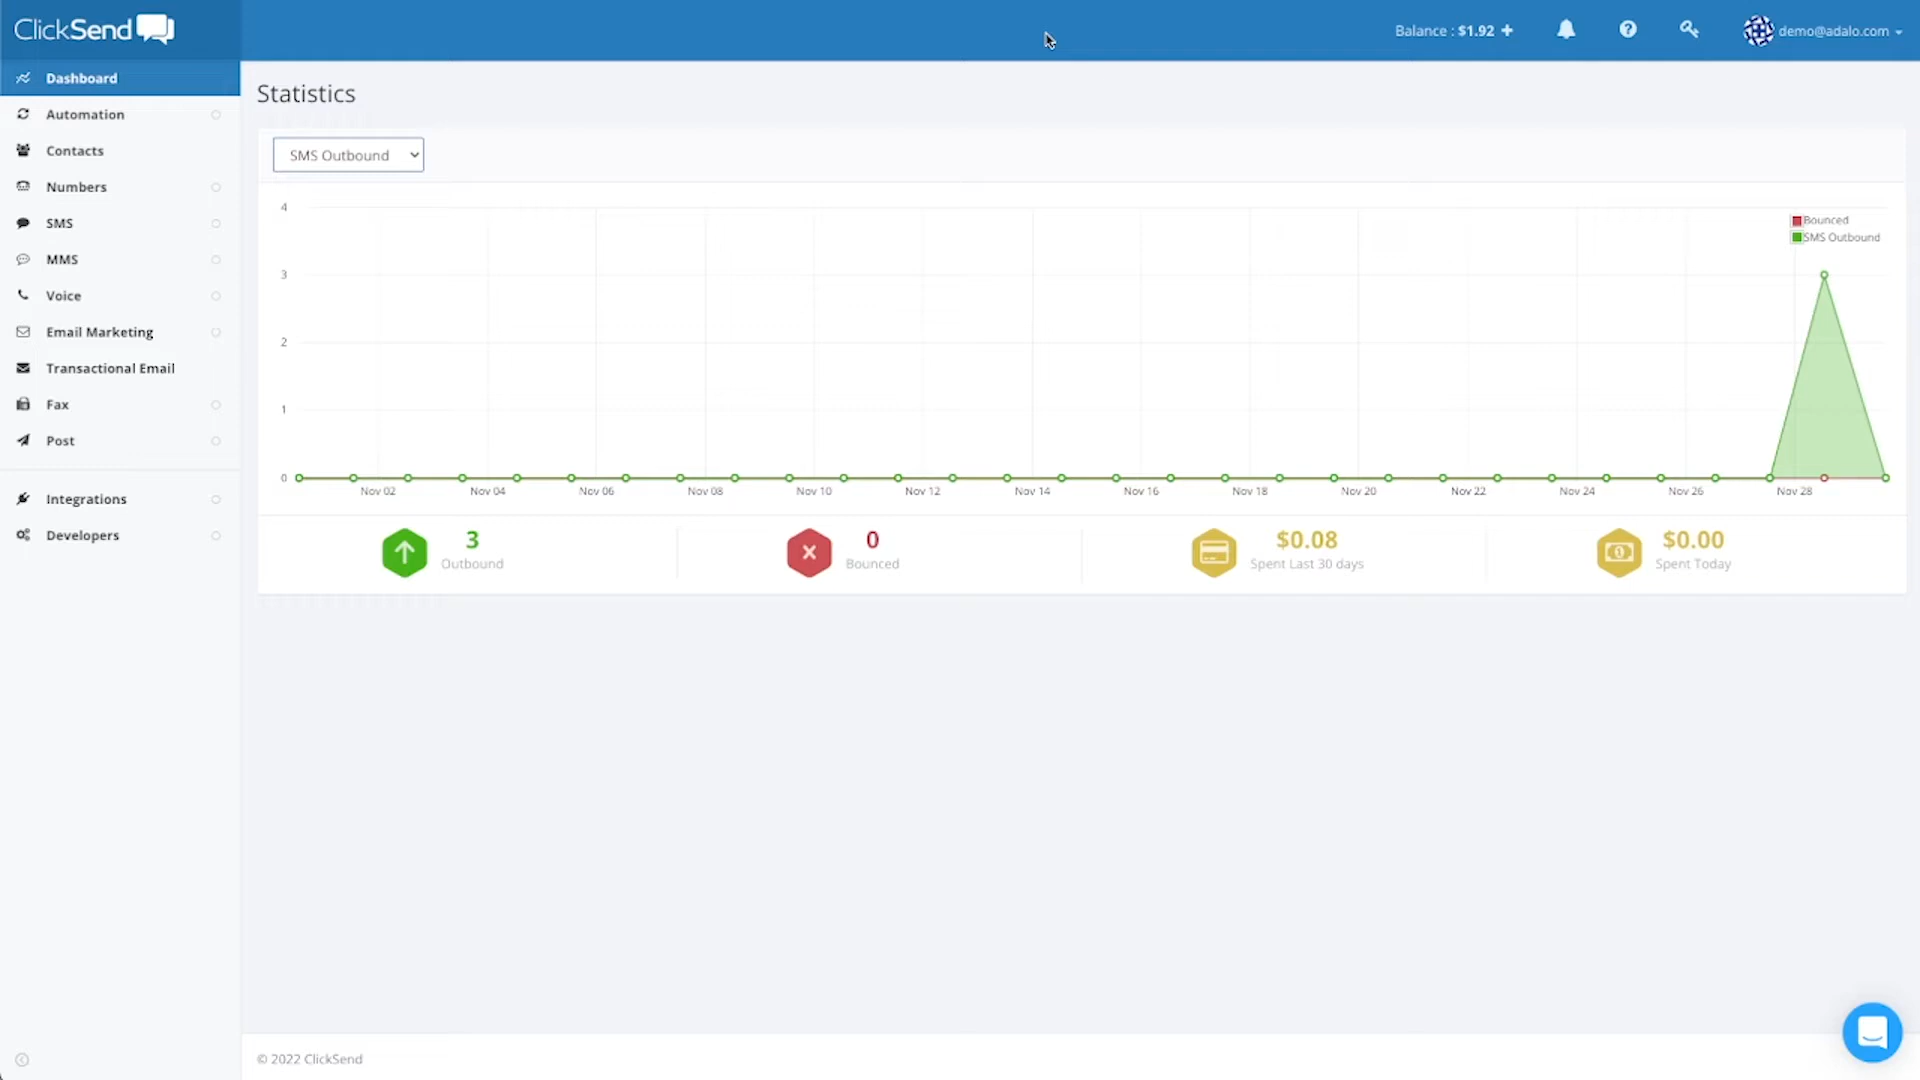 ClickSend
Balance : $1.92 +
demo@adalo.com
Dashboard
Automation
Contacts
Numbers
SMS
MMS
Voice
Email Marketing
Transactional Email
Fax
Post
Integrations
Developers
Statistics
SMS Outbound
4
3
2
1
0
Bounced
SMS Outbound
Nov 02 Nov 04 Nov 06 Nov 08 Nov 10 Nov 12 Nov 14 Nov 16 Nov 18 Nov 20 Nov 22 Nov 24 Nov 26 Nov 28
3
Outbound
0
Bounced
$0.08
Spent Last 30 days
$0.00
Spent Today
© 2022 ClickSend